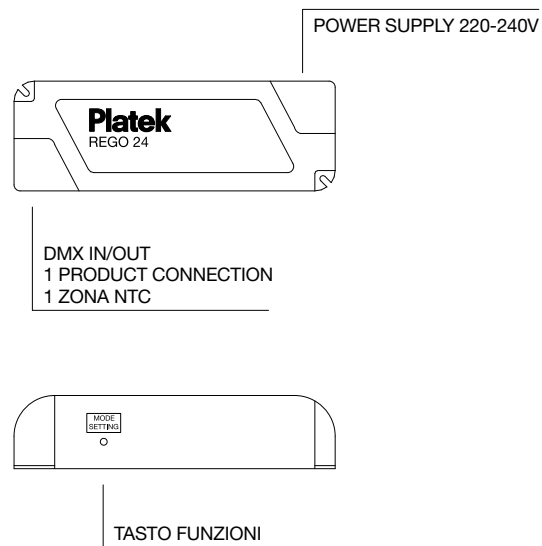 POWER SUPPLY 220-240V
Platek
REGO 24
DMX IN/OUT
1 PRODUCT CONNECTION
1 ZONA NTC
MODE
SETTING
TASTO FUNZIONI